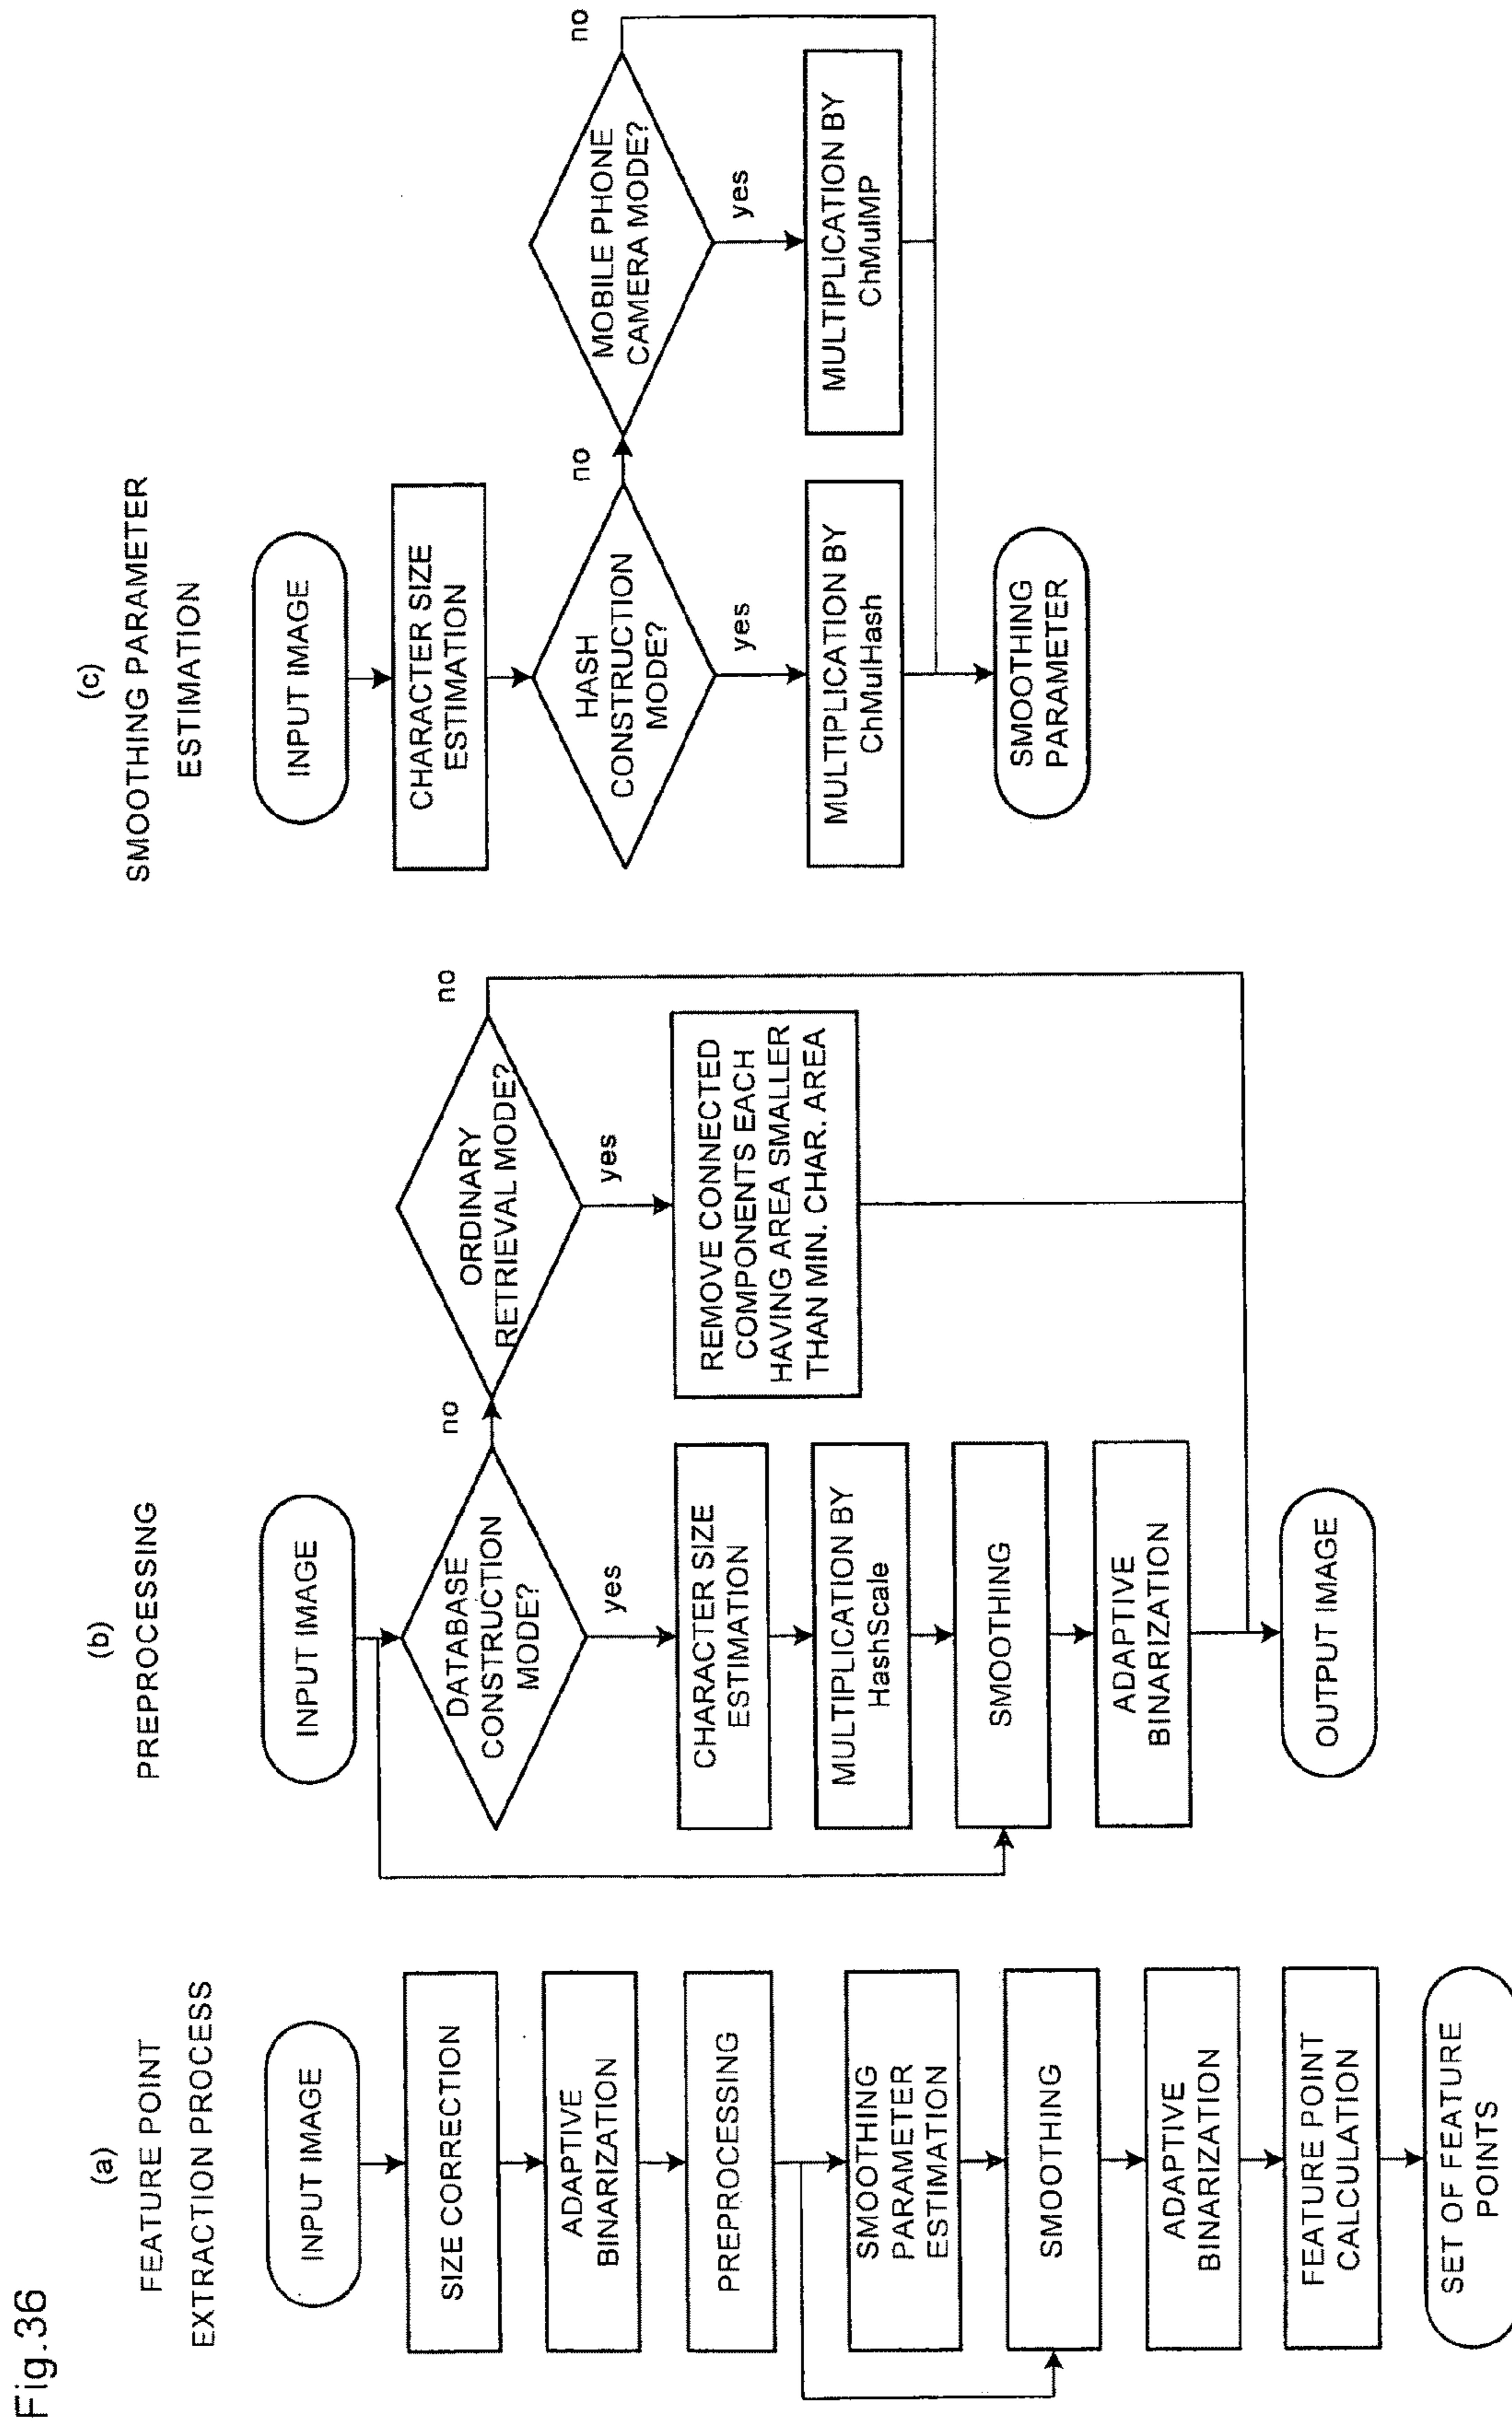 Fig.36
(a)
FEATURE POINT
EXTRACTION PROCESS
INPUT IMAGE
SIZE CORRECTION
ADAPTIVE
BINARIZATION
PREPROCESSING
SMOOTHING
PARAMETER
ESTIMATION
SMOOTHING
ADAPTIVE
BINARIZATION
FEATURE POINT
CALCULATION
SET OF FEATURE
POINTS
(b)
PREPROCESSING
INPUT IMAGE
DATABASE
CONSTRUCTION
MODE?
no
yes
ORDINARY
RETRIEVAL MODE?
no
yes
CHARACTER SIZE
ESTIMATION
REMOVE CONNECTED
COMPONENTS EACH
HAVING AREA SMALLER
THAN MIN. CHAR. AREA
MULTIPLICATION BY
HashScale
SMOOTHING
ADAPTIVE
BINARIZATION
OUTPUT IMAGE
(c)
SMOOTHING PARAMETER
ESTIMATION
INPUT IMAGE
CHARACTER SIZE
ESTIMATION
HASH
CONSTRUCTION
MODE?
no
yes
MOBILE PHONE
CAMERA MODE?
no
yes
MULTIPLICATION BY
ChMulHash
MULTIPLICATION BY
ChMulMP
SMOOTHING
PARAMETER